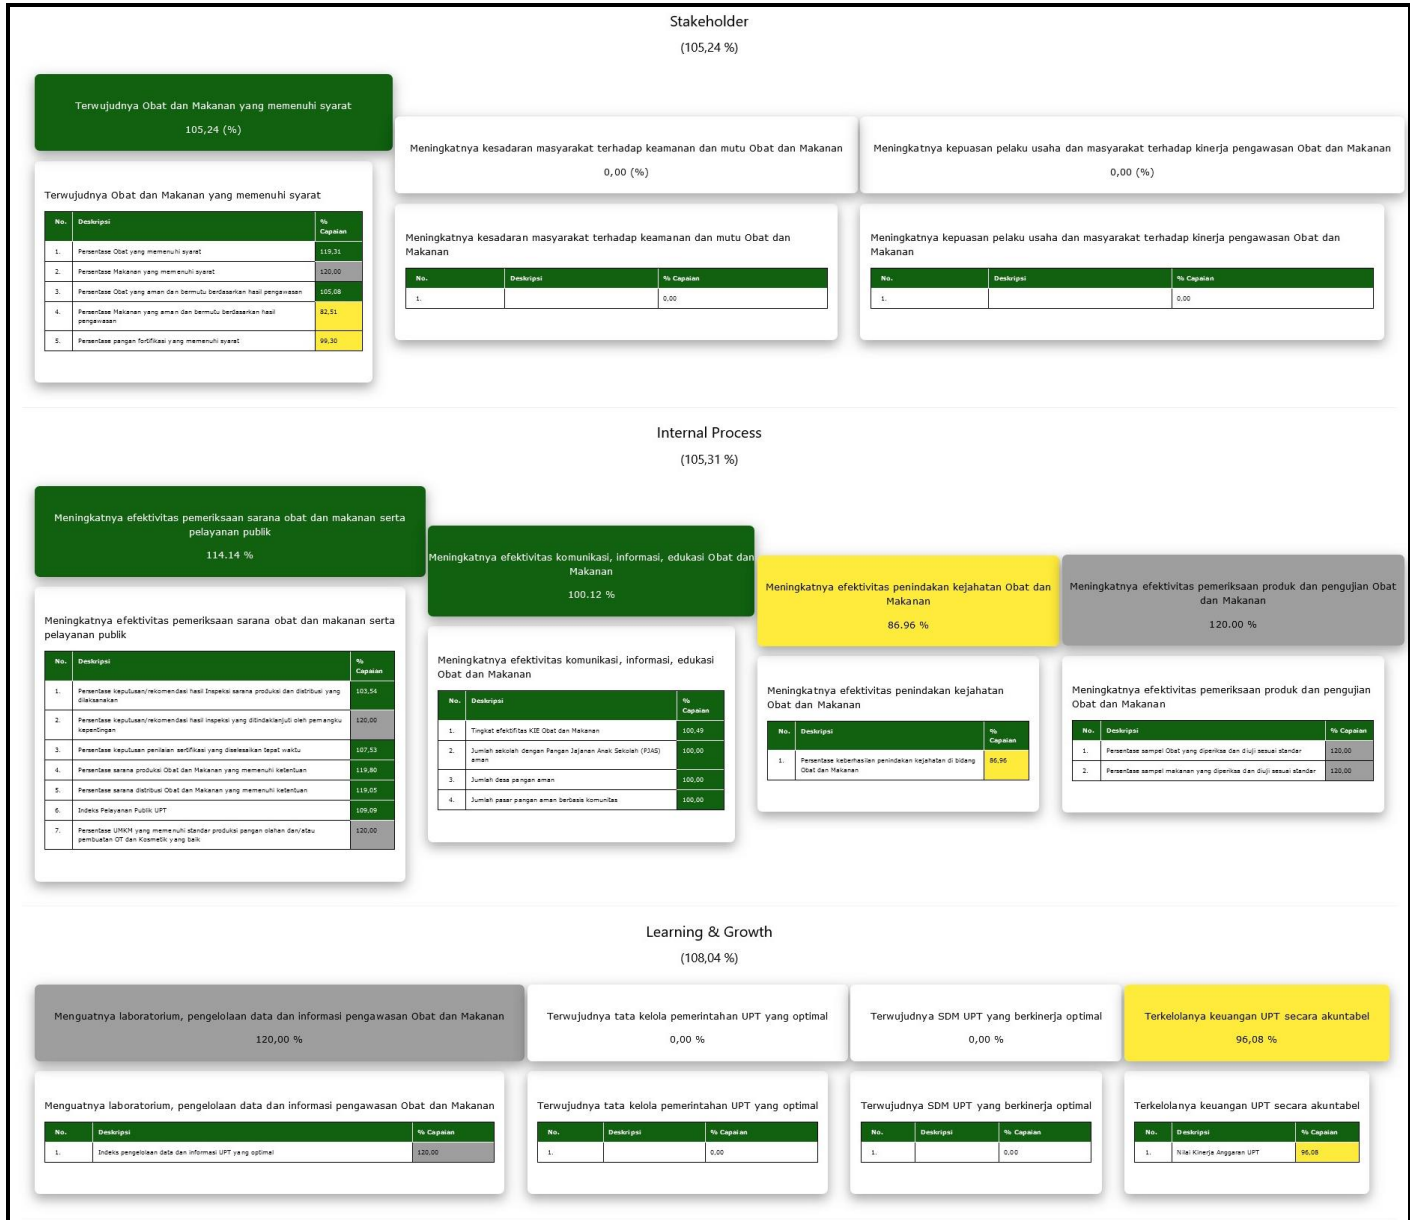 Stakeholder
(105,24 %)
Terwujudnya Obat dan Makanan yang memenuhi syarat
105,24 (%)
Meningkatnya kesadaran masyarakat terhadap keamanan dan mutu Obat dan Makanan
0,00 (%)
Meningkatnya kepuasan pelaku usaha dan masyarakat terhadap kinerja pengawasan Obat dan Makanan
0,00 (%)
Terwujudnya Obat dan Makanan yang memenuhi syarat
No. Deskripsi %
Capaian
1. Persentase Obat yang memenuhi syarat 119,31
2. Persentase Makanan yang memenuhi syarat 120,00
3. Persentase Obat yang aman dan bermutu berdasarkan hasil pengawasan 105,08
4. Persentase Makanan yang aman dan bermutu berdasarkan hasil 82,51
pengawasan
5. Persentase pangan fortifikasi yang memenuhi syarat 99,30
Meningkatnya kesadaran masyarakat terhadap keamanan dan mutu Obat dan
Makanan
No. Deskripsi % Capaian
1. 0,00
Meningkatnya kepuasan pelaku usaha dan masyarakat terhadap kinerja pengawasan Obat dan
Makanan
No. Deskripsi % Capaian
1. 0,00
Internal Process
(105,31 %)
Meningkatnya efektivitas pemeriksaan sarana obat dan makanan serta
pelayanan publik
114.14 %
Meningkatnya efektivitas komunikasi, informasi, edukasi Obat dan
Makanan
100.12 %
Meningkatnya efektivitas penindakan kejahatan Obat dan
Makanan
86.96 %
Meningkatnya efektivitas pemeriksaan produk dan pengujian Obat
dan Makanan
120.00 %
Meningkatnya efektivitas pemeriksaan sarana obat dan makanan serta
pelayanan publik
No. Deskripsi %
Capaian
1. Persentase keputusan/rekomendasi hasil Inspeksi sarana produksi dan distribusi yang 103,54
dilaksanakan
2. Persentase keputusan/rekomendasi hasil inspeksi yang ditindaklanjuti oleh pemangku 120,00
kepentingan
3. Persentase keputusan penilaian sertifikasi yang diselesaikan tepat waktu 107,53
4. Persentase sarana produksi Obat dan Makanan yang memenuhi ketentuan 119,80
5. Persentase sarana distribusi Obat dan Makanan yang memenuhi ketentuan 119,05
6. Indeks Pelayanan Publik UPT 109,09
7. Persentase UMKM yang memenuhi standar produksi pangan olahan dan/atau 120,00
pembuatan OT dan Kosmetik yang baik
Meningkatnya efektivitas komunikasi, informasi, edukasi
Obat dan Makanan
No. Deskripsi %
Capaian
1. Tingkat efektifitas KIE Obat dan Makanan 100,49
2. Jumlah sekolah dengan Pangan Jajanan Anak Sekolah (PJAS) 100,00
aman
3. Jumlah desa pangan aman 100,00
4. Jumlah pasar pangan aman berbasis komunitas 100,00
Meningkatnya efektivitas penindakan kejahatan
Obat dan Makanan
No. Deskripsi %
Capaian
1. Persentase keberhasilan penindakan kejahatan di bidang 86,96
Obat dan Makanan
Meningkatnya efektivitas pemeriksaan produk dan pengujian
Obat dan Makanan
No. Deskripsi % Capaian
1. Persentase sampel Obat yang diperiksa dan diuji sesuai standar 120,00
2. Persentase sampel makanan yang diperiksa dan diuji sesuai standar 120,00
Learning & Growth
(108,04 %)
Menguatnya laboratorium, pengelolaan data dan informasi pengawasan Obat dan Makanan
120,00 %
Terwujudnya tata kelola pemerintahan UPT yang optimal
0,00 %
Terwujudnya SDM UPT yang berkinerja optimal
0,00 %
Terkelolanya keuangan UPT secara akuntabel
96,08 %
Menguatnya laboratorium, pengelolaan data dan informasi pengawasan Obat dan Makanan
No. Deskripsi % Capaian
1. Indeks pengelolaan data dan informasi UPT yang optimal 120,00
Terwujudnya tata kelola pemerintahan UPT yang optimal
No. Deskripsi % Capaian
1. 0,00
Terwujudnya SDM UPT yang berkinerja optimal
No. Deskripsi % Capaian
1. 0,00
Terkelolanya keuangan UPT secara akuntabel
No. Deskripsi % Capaian
1. Nilai Kinerja Anggaran UPT 96,08